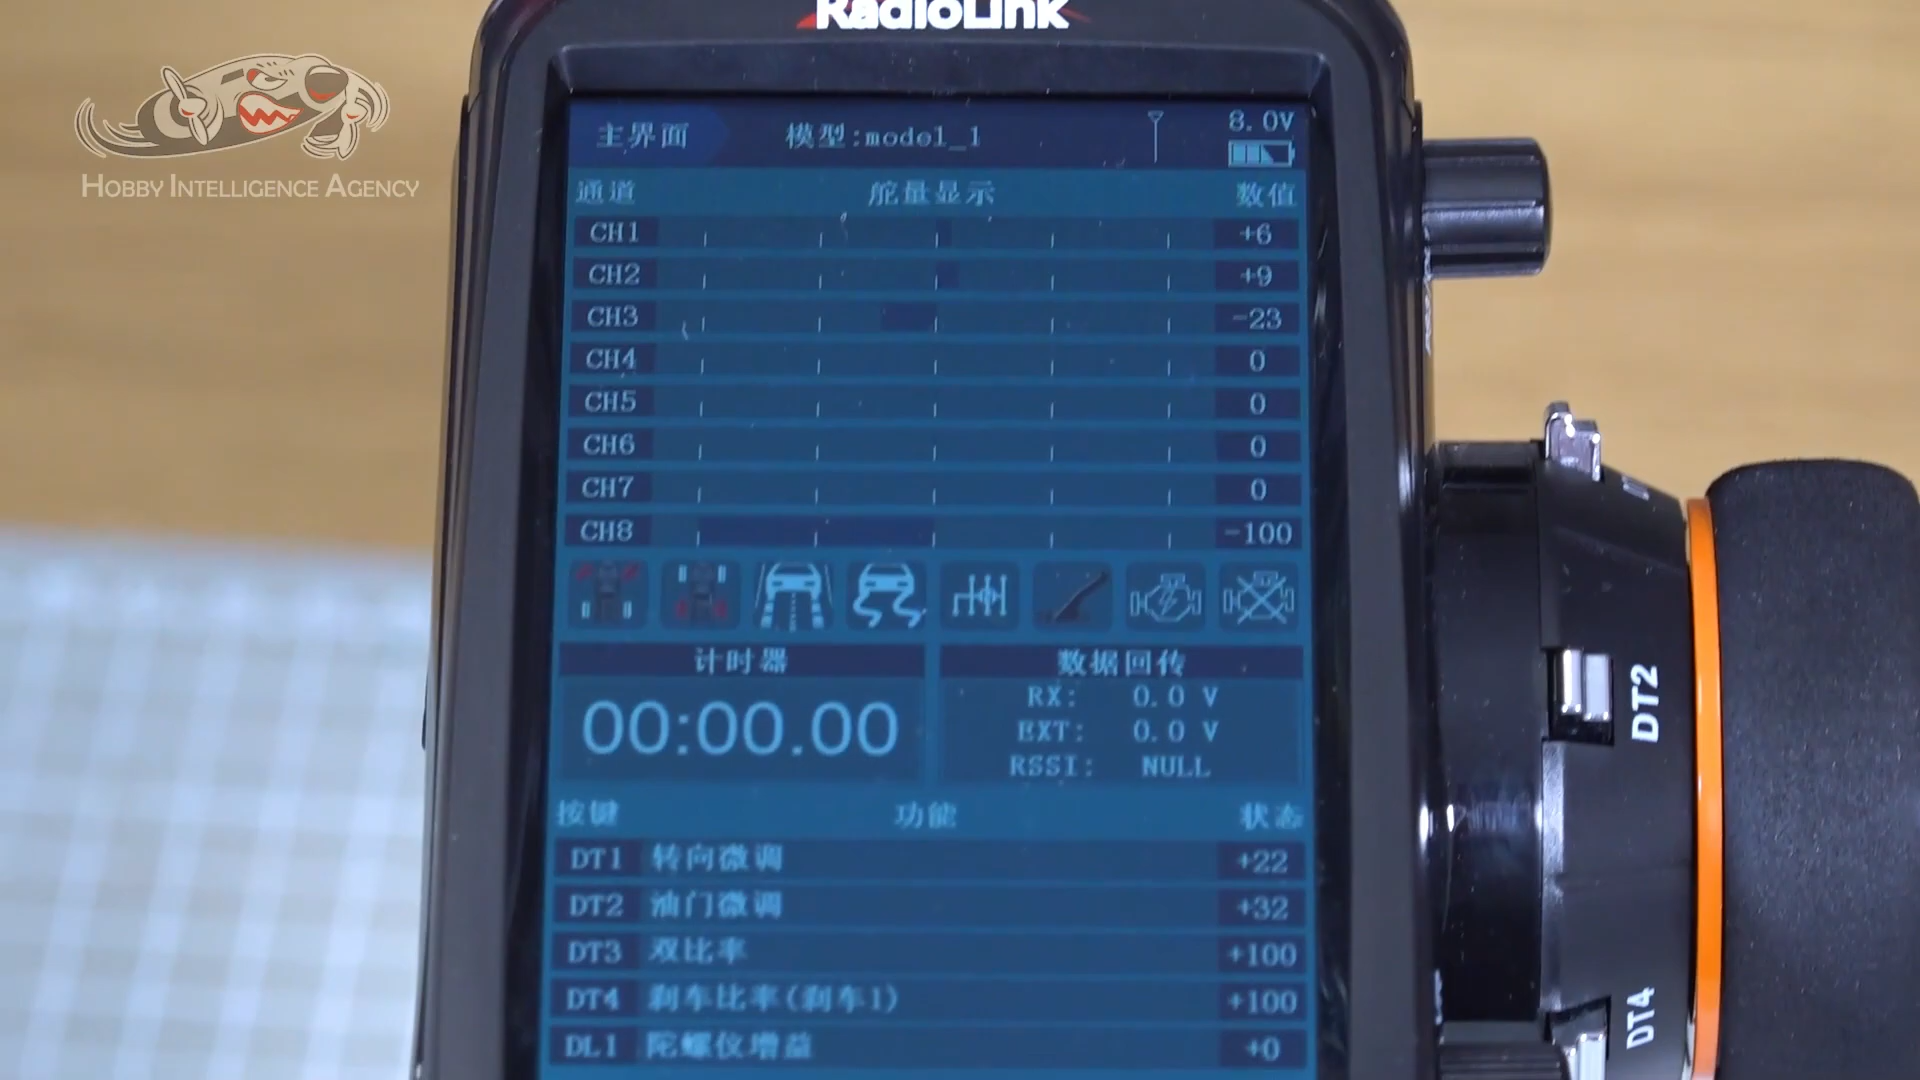 RadioLink
HOBBY INTELLIGENCE AGENCY
主界面 模型:model_1 8.0V
通道 舵量显示 数值
CH1 +6
CH2 +9
CH3 -23
CH4 0
CH5 0
CH6 0
CH7 0
CH8 -100
计时器 数据回传
00:00.00
RX: 0.0 V
EXT: 0.0 V
RSSI: NULL
按键 功能 状态
DT1 转向微调 +22
DT2 油门微调 +32
DT3 双比率 +100
DT4 刹车比率(刹车1) +100
DL1 陀螺仪增益 +0
DT2
DT4